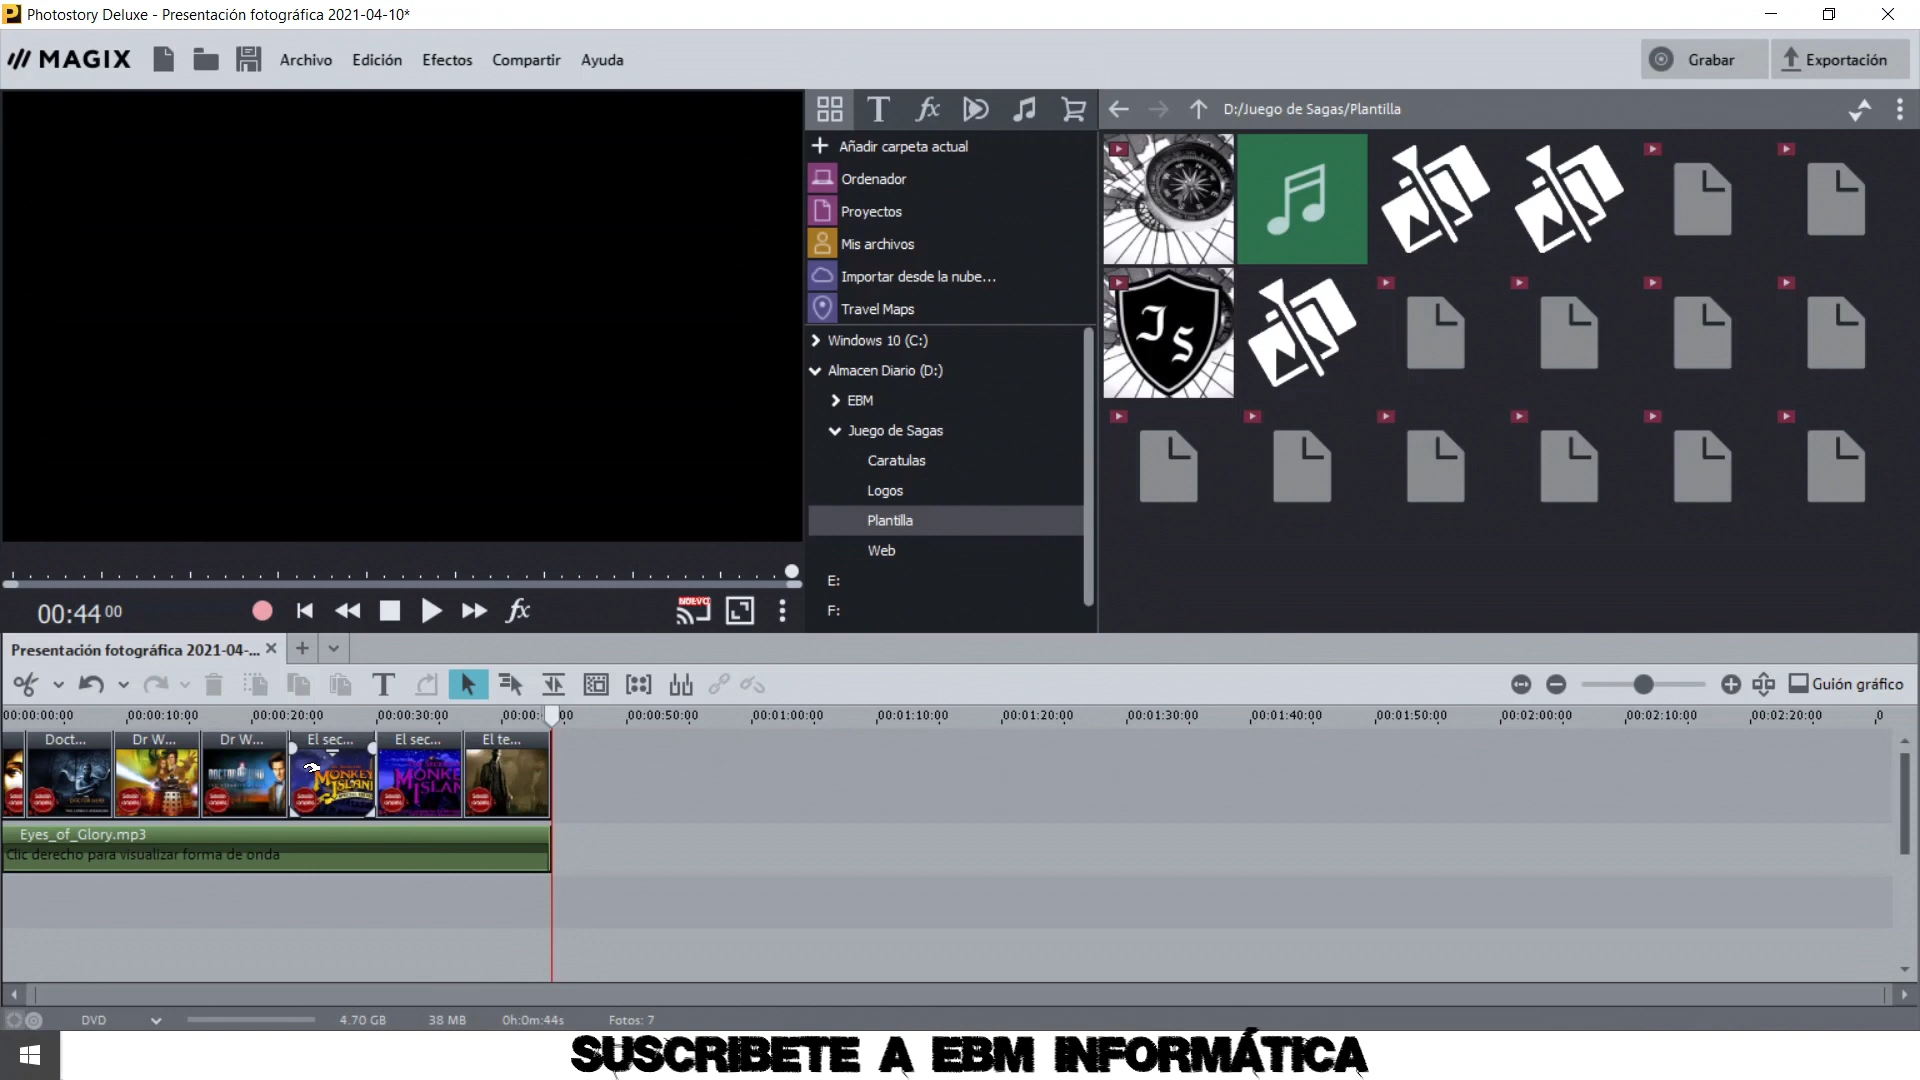 Photostory Deluxe - Presentación fotográfica 2021-04-10*
MAGIX
Archivo
Edición
Efectos
Compartir
Ayuda
Grabar
Exportación
D:/Juego de Sagas/Plantilla
Añadir carpeta actual
Ordenador
Proyectos
Mis archivos
Importar desde la nube...
Travel Maps
Windows 10 (C:)
Almacen Diario (D:)
EBM
Juego de Sagas
Caratulas
Logos
Plantilla
Web
E:
F:
J S
00:44 00
NUEVO
Presentación fotográfica 2021-04-...
Guión gráfico
00:00:00:00
,00:00:10:00
,00:00:20:00
,00:00:30:00
,00:00:
00
,00:00:50:00
,00:01:00:00
,00:01:10:00
,00:01:20:00
,00:01:30:00
,00:01:40:00
,00:01:50:00
,00:02:00:00
,00:02:10:00
,00:02:20:00
,0
Doct...
Dr W...
Dr W...
El sec...
El sec...
El te...
MONKEY
ISLAND
Eyes_of_Glory.mp3
Clic derecho para visualizar forma de onda
DVD
4.70 GB
38 MB
0h:0m:44s
Fotos: 7
SUSCRIBETE A EBM INFORMÁTICA